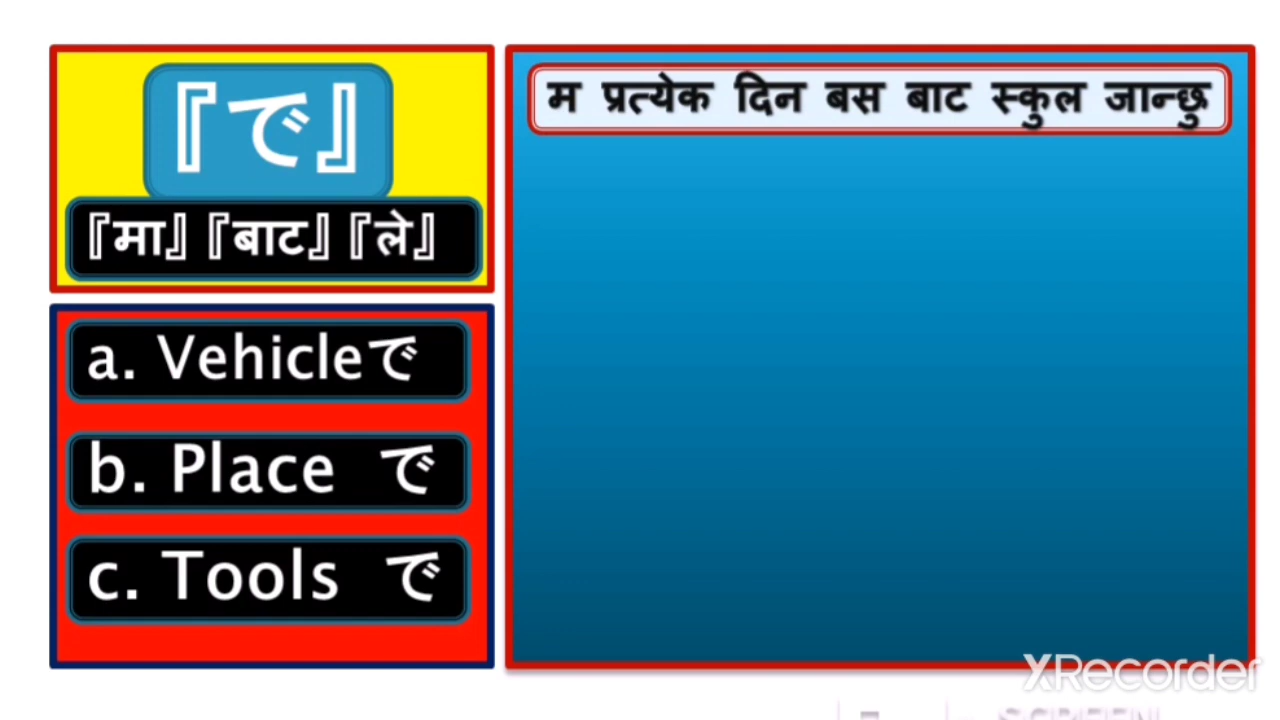 『で』
『मा』『बाट』『ले』
a. Vehicleで
b. Place で
c. Tools で
म प्रत्येक दिन बस बाट स्कुल जान्छु
XRecorder